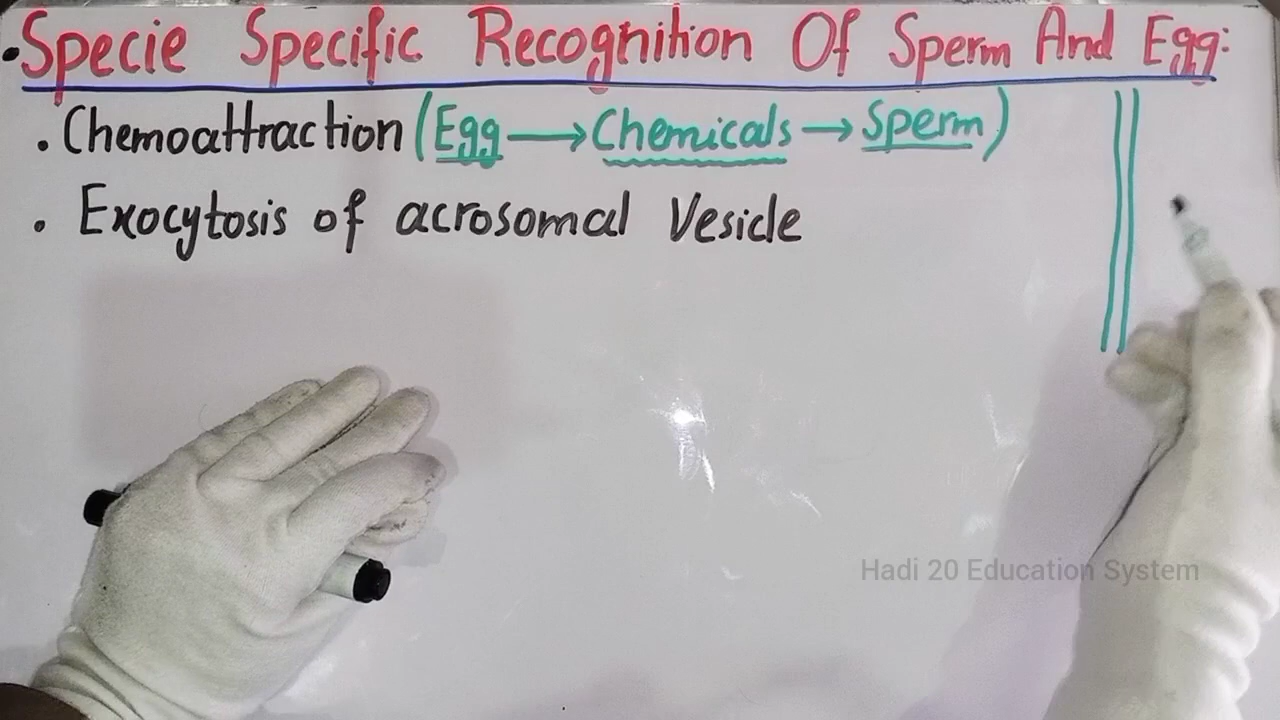 • Specie Specific Recognition Of Sperm And Egg:
• Chemoattraction (Egg → Chemicals → Sperm)
• Exocytosis of acrosomal Vesicle
Hadi 20 Education System